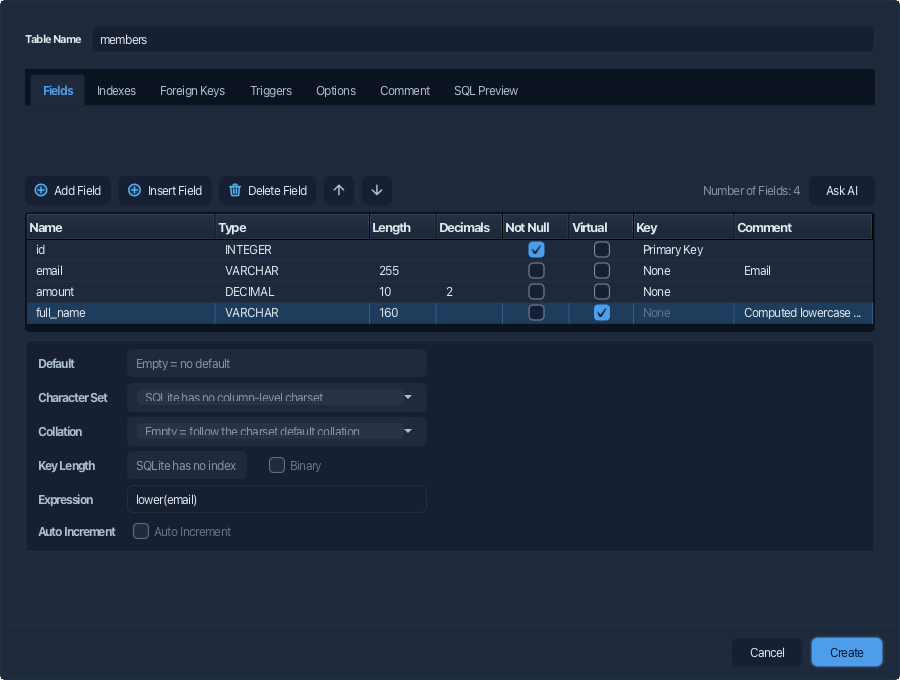 Table Name members
Fields Indexes Foreign Keys Triggers Options Comment SQL Preview
Add Field Insert Field Delete Field Number of Fields: 4 Ask AI
Name Type Length Decimals Not Null Virtual Key Comment
id INTEGER Primary Key
email VARCHAR 255 None Email
amount DECIMAL 10 2 None
full_name VARCHAR 160 None Computed lowercase ...
Default Empty = no default
Character Set SQLite has no column-level charset
Collation Empty = follow the charset default collation
Key Length SQLite has no index Binary
Expression lower(email)
Auto Increment Auto Increment
Cancel Create